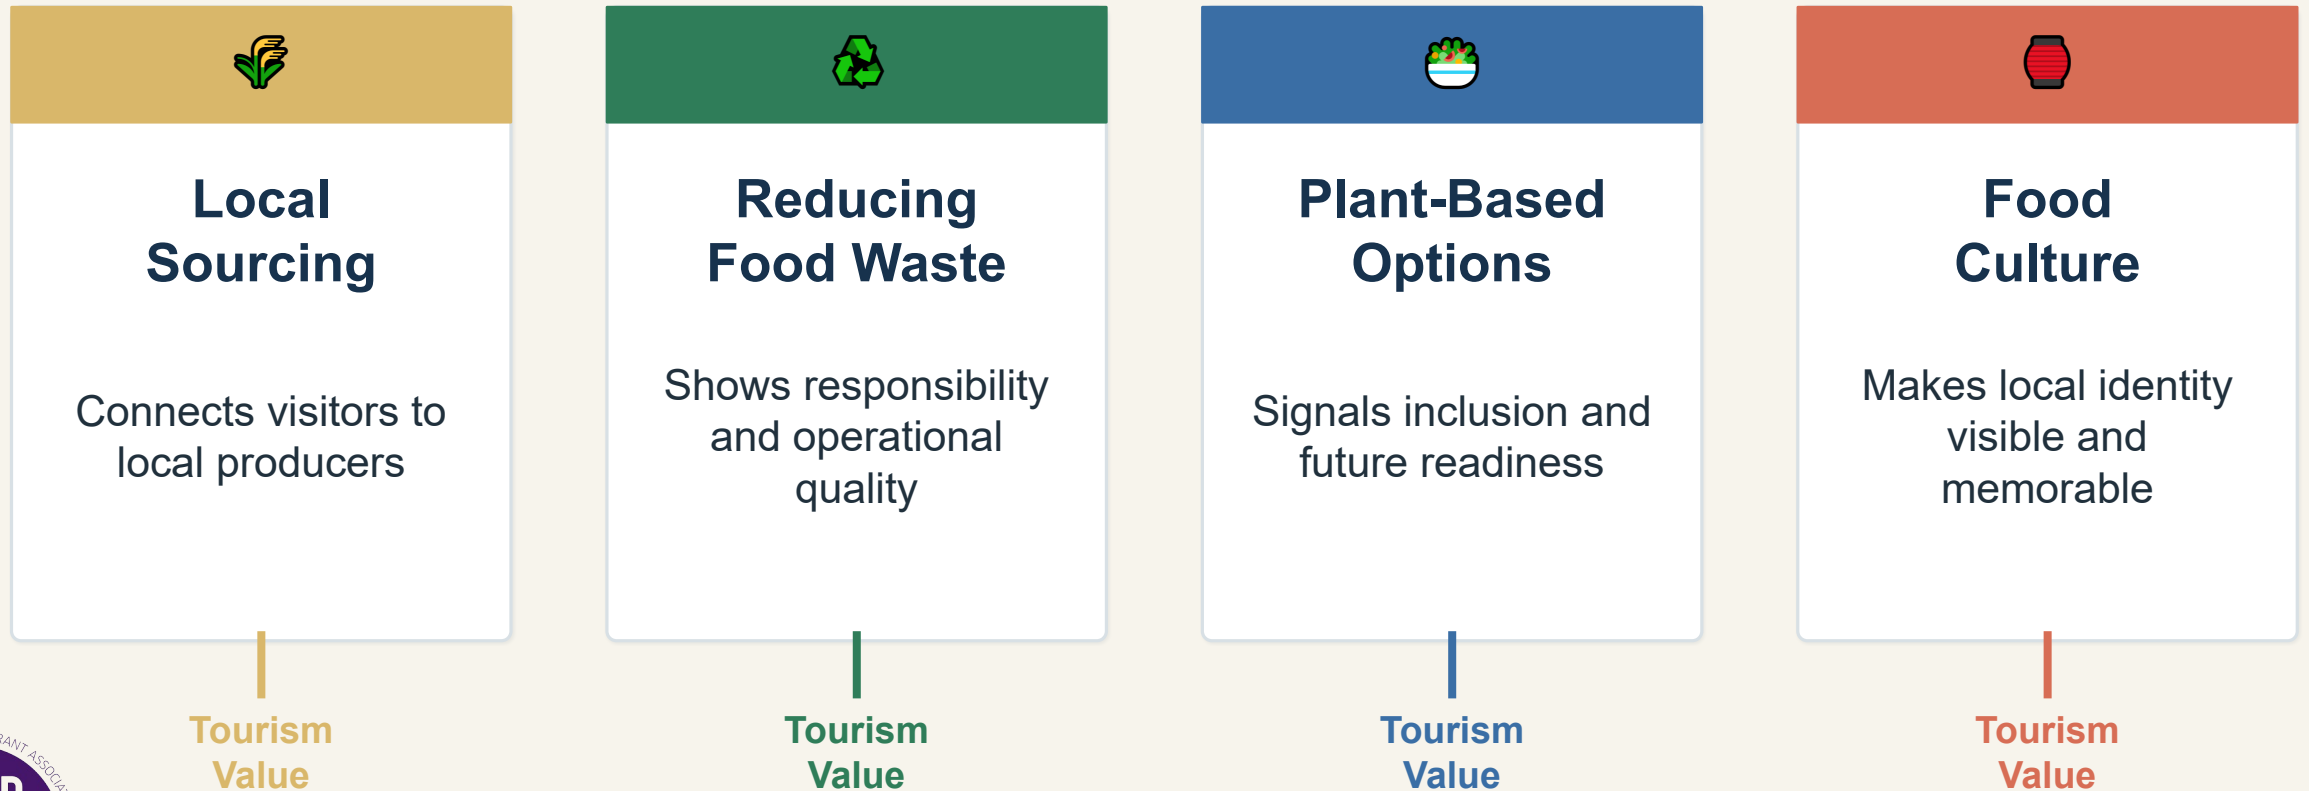 Local
Sourcing
Connects visitors to
local producers
Tourism
Value
Reducing
Food Waste
Shows responsibility
and operational
quality
Tourism
Value
Plant-Based
Options
Signals inclusion and
future readiness
Tourism
Value
Food
Culture
Makes local identity
visible and
memorable
Tourism
Value